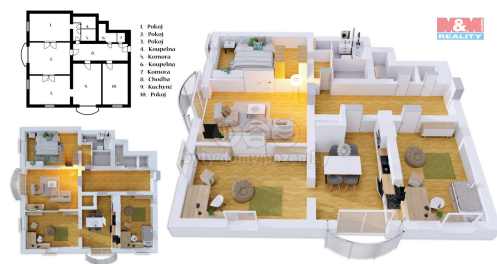 M&M
REALITY
1. Pokoj
2. Pokoj
3. Pokoj
4. Koupelna
5. Komora
6. Koupelna
7. Komora
8. Chodba
9. Kuchyně
10. Pokoj